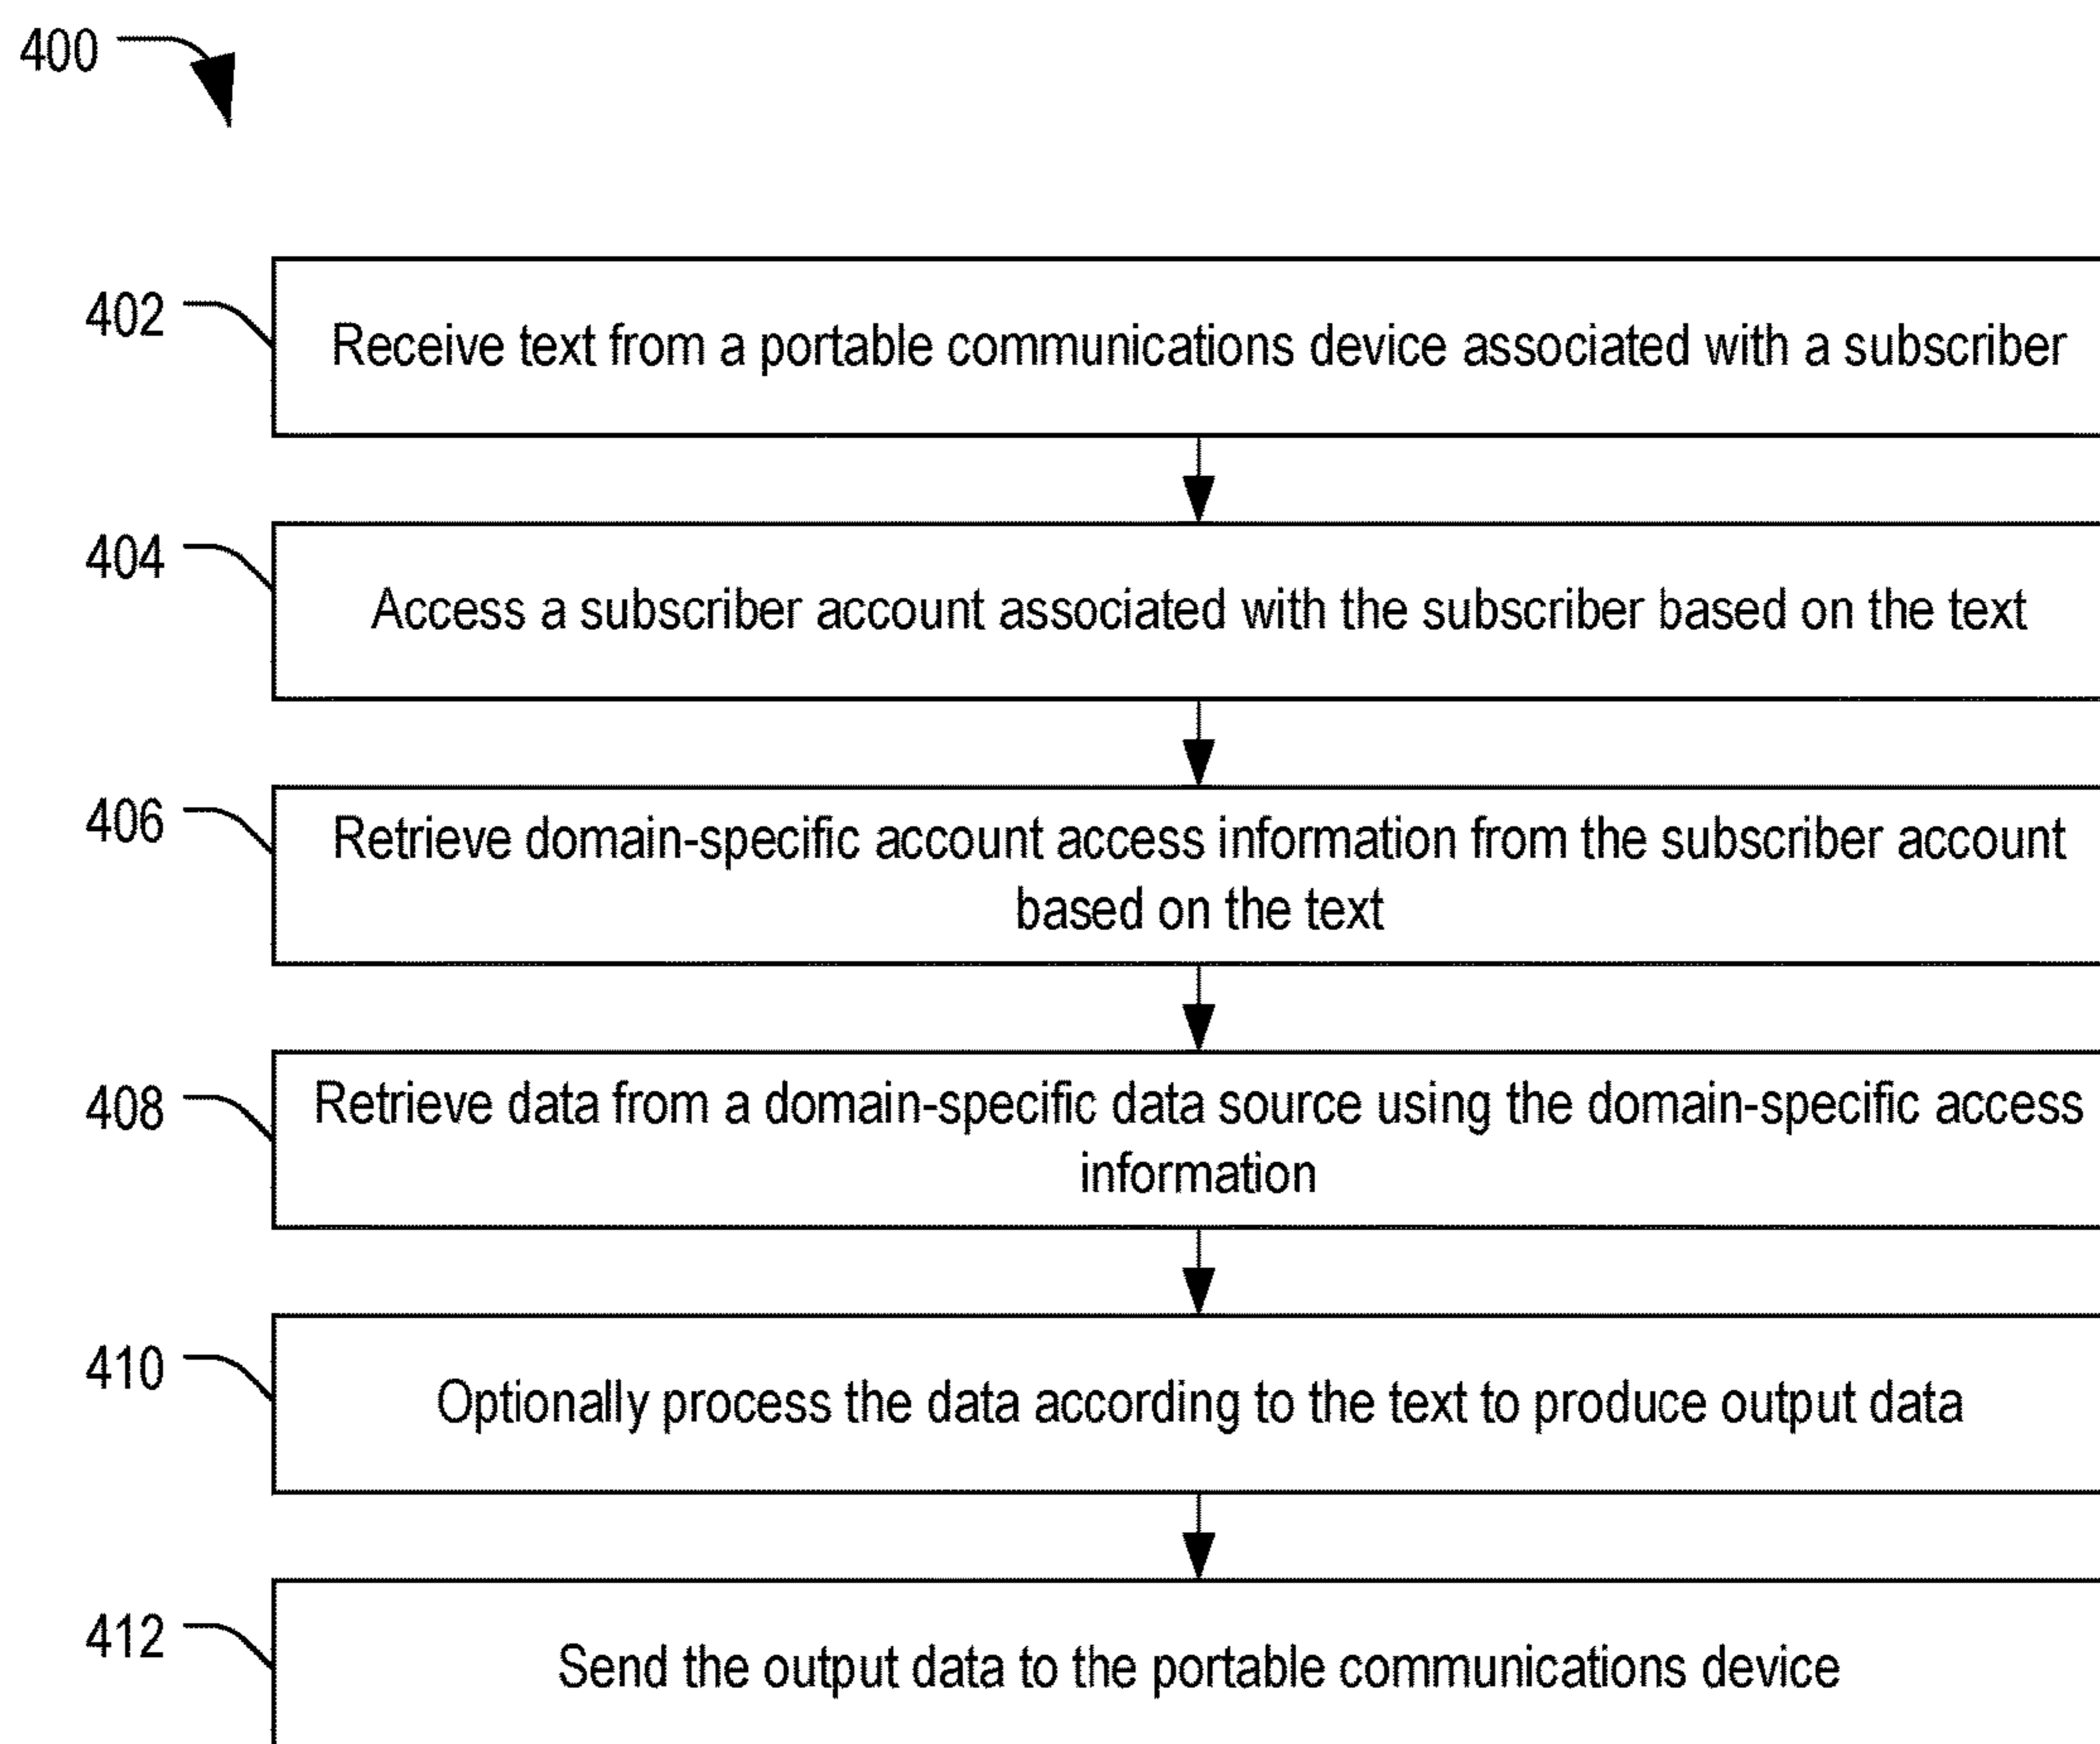 400
402
Receive text from a portable communications device associated with a subscriber
404
Access a subscriber account associated with the subscriber based on the text
406
Retrieve domain-specific account access information from the subscriber account
based on the text
408
Retrieve data from a domain-specific data source using the domain-specific access
information
410
Optionally process the data according to the text to produce output data
412
Send the output data to the portable communications device